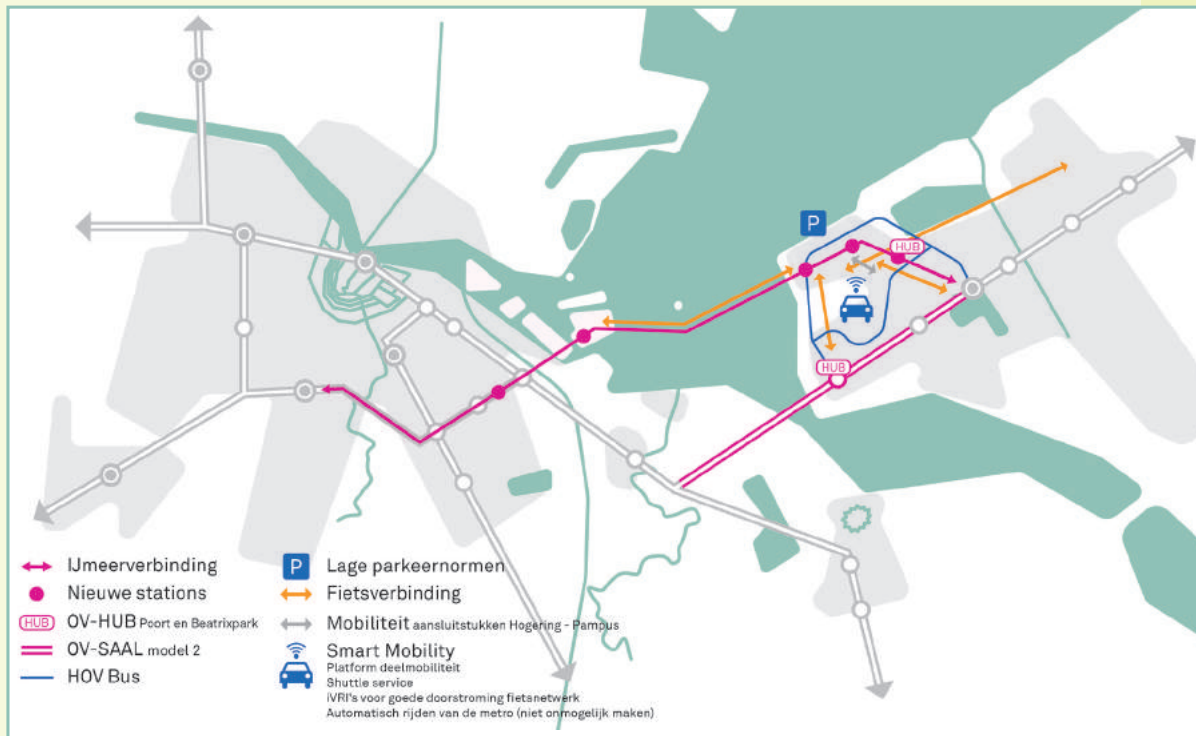 P
HUB
HUB
IJmeerverbinding
Nieuwe stations
HUB OV-HUB Poort en Beatrixpark
OV-SAAL model 2
HOV Bus
P Lage parkeernormen
Fietsverbinding
Mobiliteit aansluitstukken Hogering - Pampus
Smart Mobility
Platform deelmobiliteit
Shuttle service
iVRI's voor goede doorstroming fietsnetwerk
Automatisch rijden van de metro (niet onmogelijk maken)